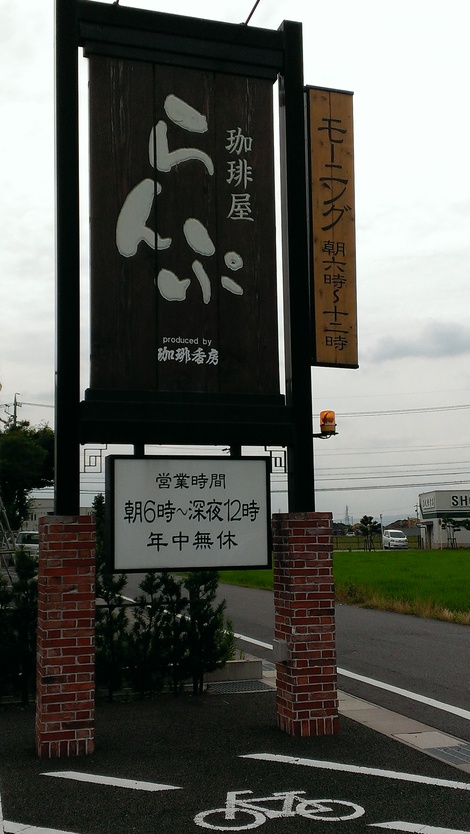 珈琲屋
らんぷ
produced by
珈琲香房
モーニング 朝六時〜十二時
営業時間
朝6時〜深夜12時
年中無休
SH